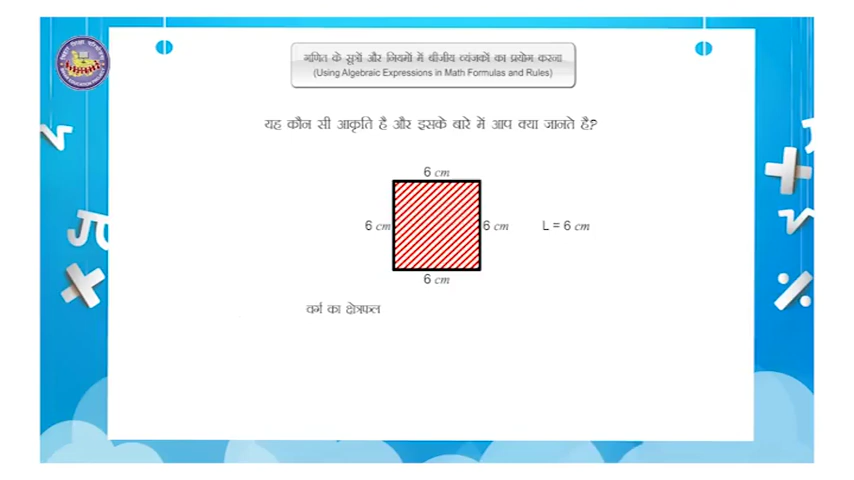 गणित के सूत्रों और नियमों में बीजीय व्यंजकों का प्रयोग करना
(Using Algebraic Expressions in Math Formulas and Rules)
यह कौन सी आकृति है और इसके बारे में आप क्या जानते है?
6 cm
6 cm
6 cm
L = 6 cm
6 cm
वर्ग का क्षेत्रफल